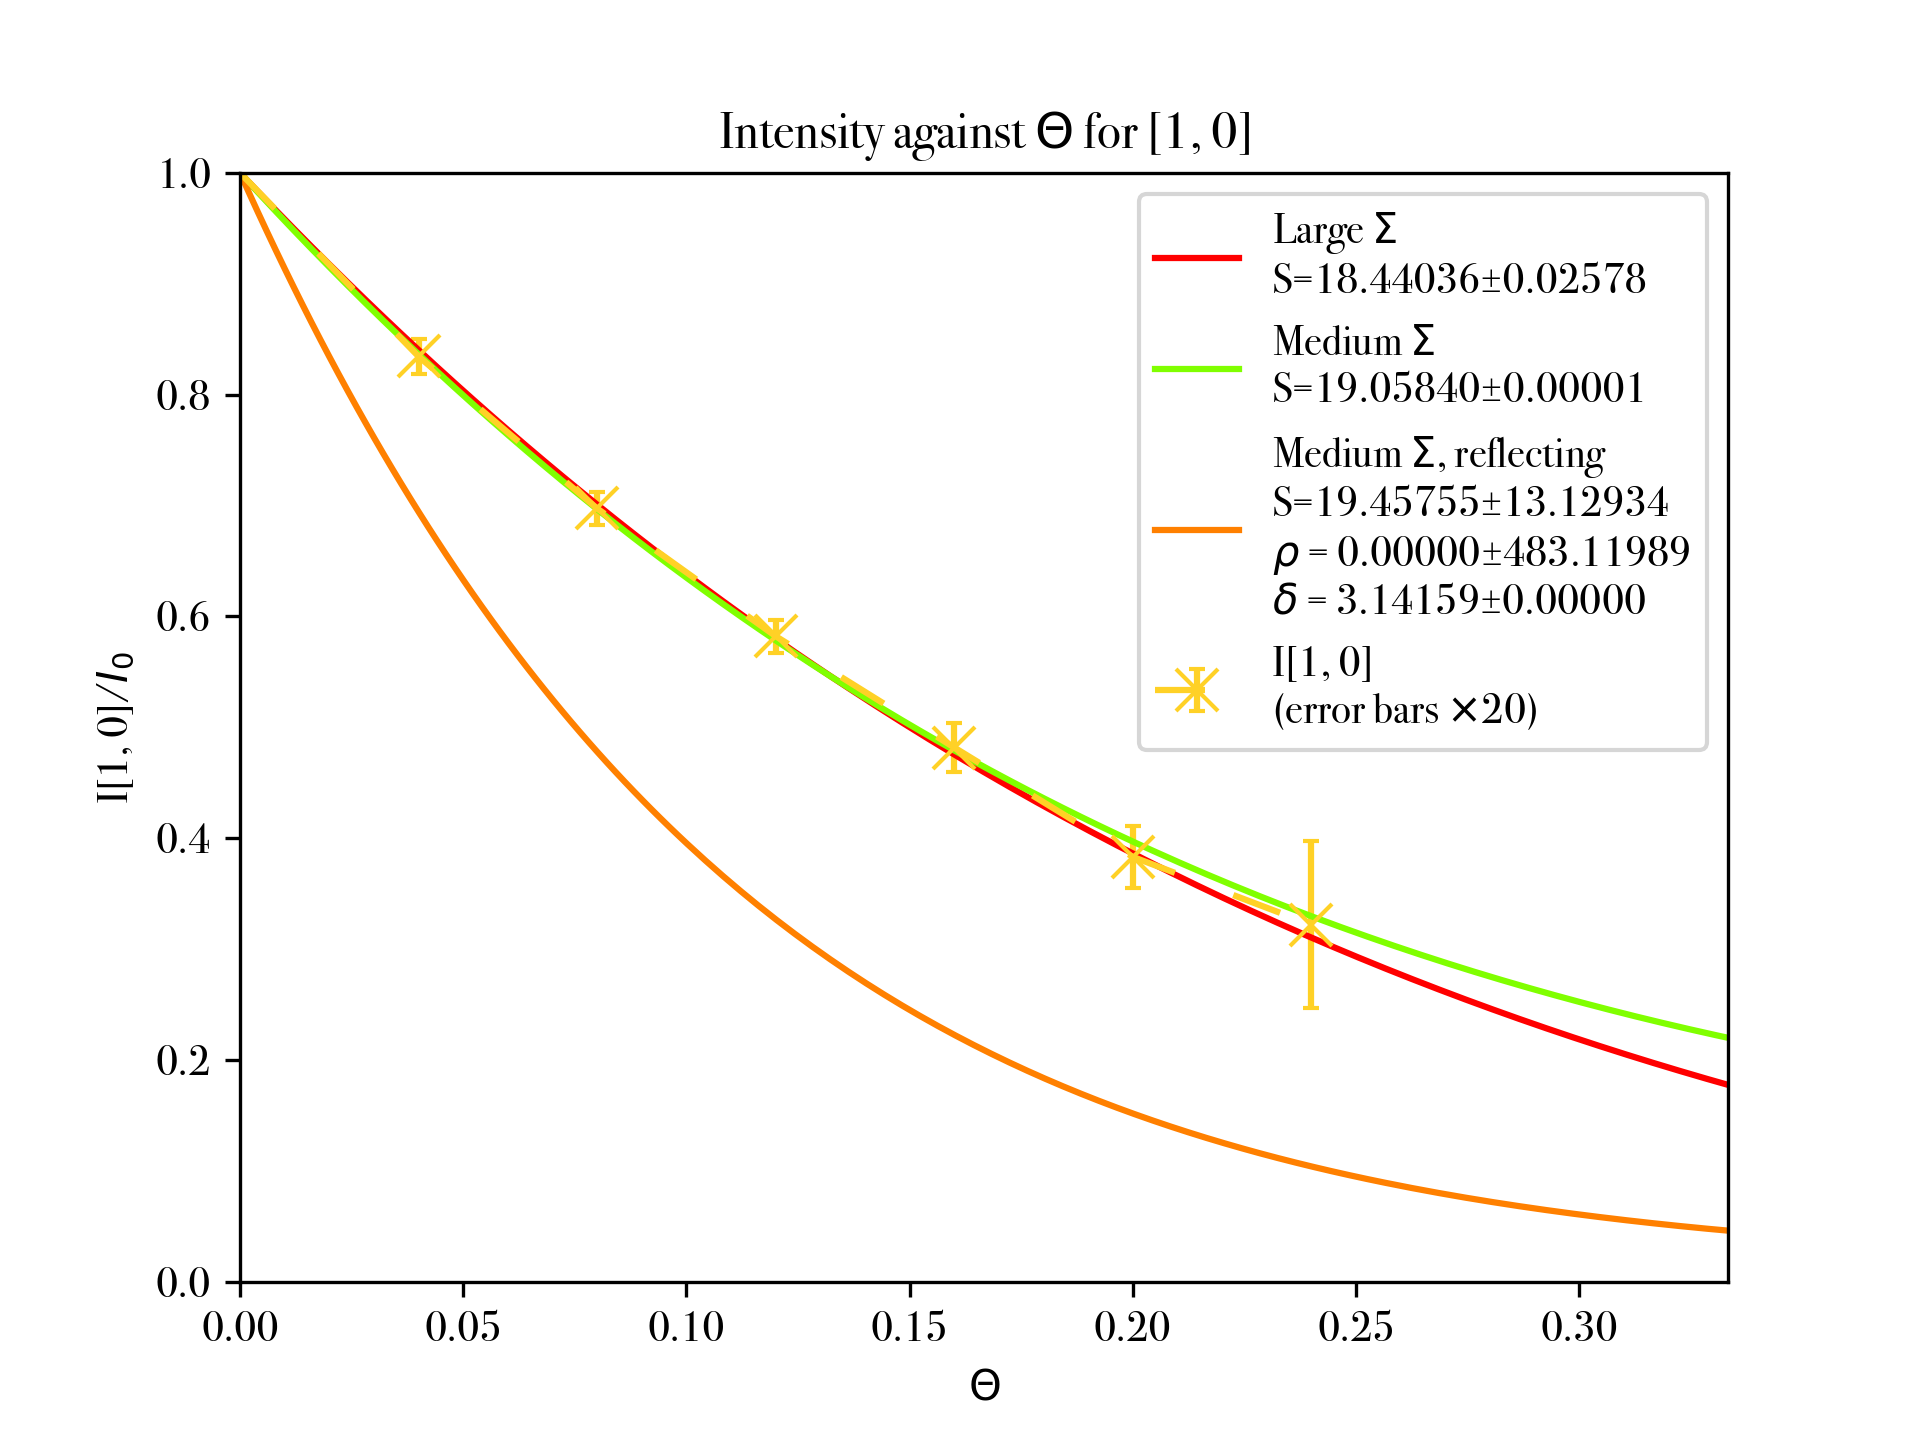 Intensity against Θ for [1, 0]
1.0
0.8
0.6
0.4
0.2
0.0
I[1, 0]/I₀
0.00 0.05 0.10 0.15 0.20 0.25 0.30
Θ
Large Σ
S=18.44036±0.02578
Medium Σ
S=19.05840±0.00001
Medium Σ, reflecting
S=19.45755±13.12934
ρ = 0.00000±483.11989
δ = 3.14159±0.00000
I[1, 0]
(error bars ×20)